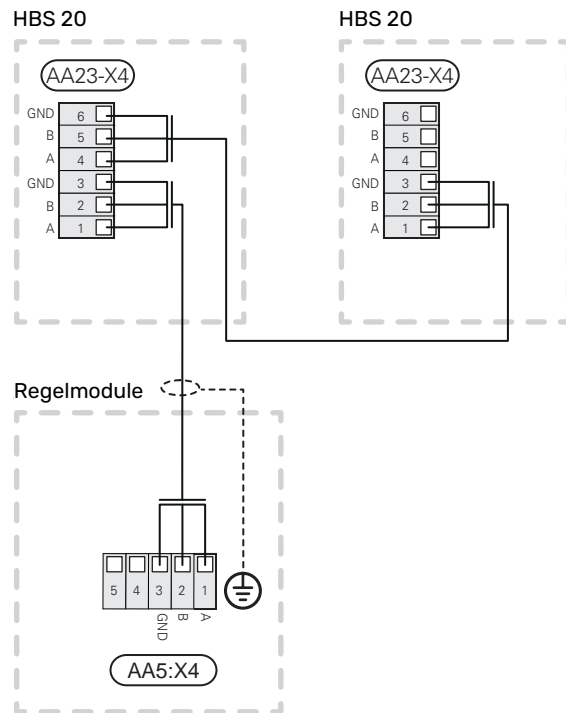 HBS 20
AA23-X4
GND 6
B 5
A 4
GND 3
B 2
A 1
HBS 20
AA23-X4
GND 6
B 5
A 4
GND 3
B 2
A 1
Regelmodule
5 4 3 2 1
GND B A
AA5:X4